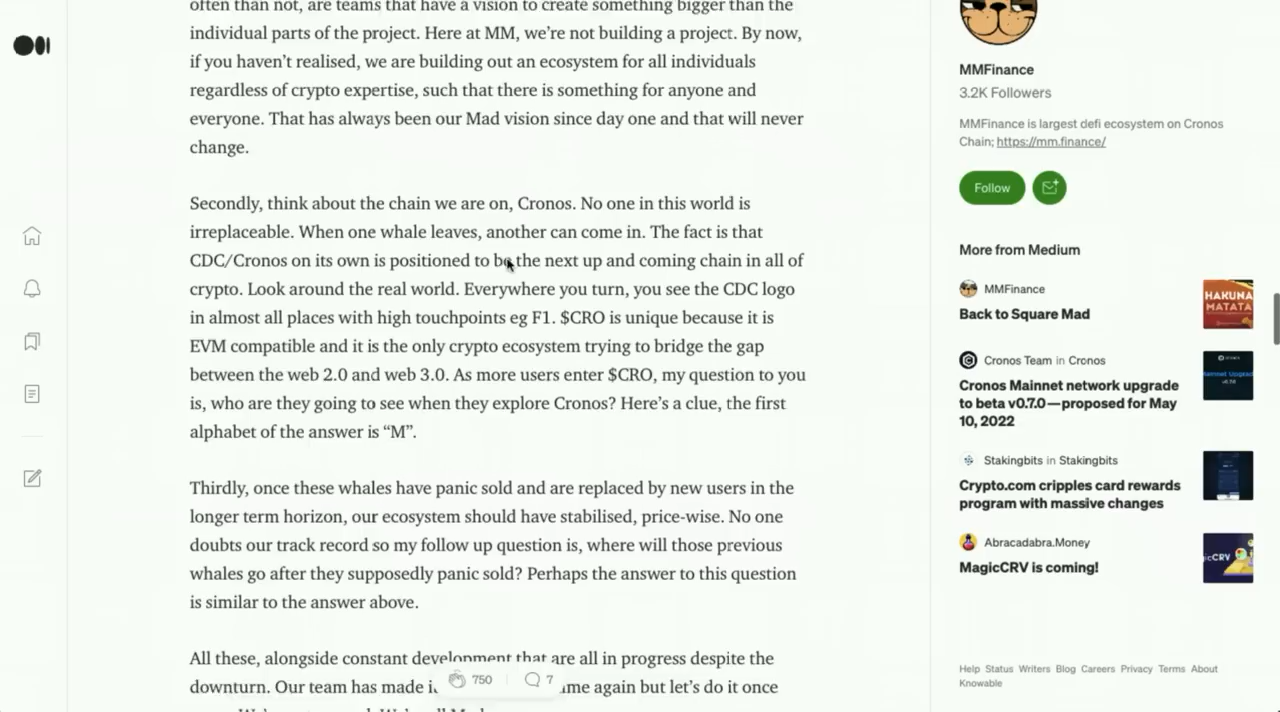 often than not, are teams that have a vision to create something bigger than the
individual parts of the project. Here at MM, we're not building a project. By now,
if you haven't realised, we are building out an ecosystem for all individuals
regardless of crypto expertise, such that there is something for anyone and
everyone. That has always been our Mad vision since day one and that will never
change.
Secondly, think about the chain we are on, Cronos. No one in this world is
irreplaceable. When one whale leaves, another can come in. The fact is that
CDC/Cronos on its own is positioned to be the next up and coming chain in all of
crypto. Look around the real world. Everywhere you turn, you see the CDC logo
in almost all places with high touchpoints eg F1. $CRO is unique because it is
EVM compatible and it is the only crypto ecosystem trying to bridge the gap
between the web 2.0 and web 3.0. As more users enter $CRO, my question to you
is, who are they going to see when they explore Cronos? Here's a clue, the first
alphabet of the answer is “M”.
Thirdly, once these whales have panic sold and are replaced by new users in the
longer term horizon, our ecosystem should have stabilised, price-wise. No one
doubts our track record so my follow up question is, where will those previous
whales go after they supposedly panic sold? Perhaps the answer to this question
is similar to the answer above.
All these, alongside constant development that are all in progress despite the
downturn. Our team has made again but let's do it once
750
7
MMFinance
3.2K Followers
MMFinance is largest defi ecosystem on Cronos
Chain; https://mm.finance/
Follow
More from Medium
MMFinance
Back to Square Mad
HAKUNA
MATATA
Cronos Team in Cronos
Cronos Mainnet network upgrade
to beta v0.7.0—proposed for May
10, 2022
Stakingbits in Stakingbits
Crypto.com cripples card rewards
program with massive changes
Abracadabra.Money
MagicCRV is coming!
Help Status Writers Blog Careers Privacy Terms About
Knowable